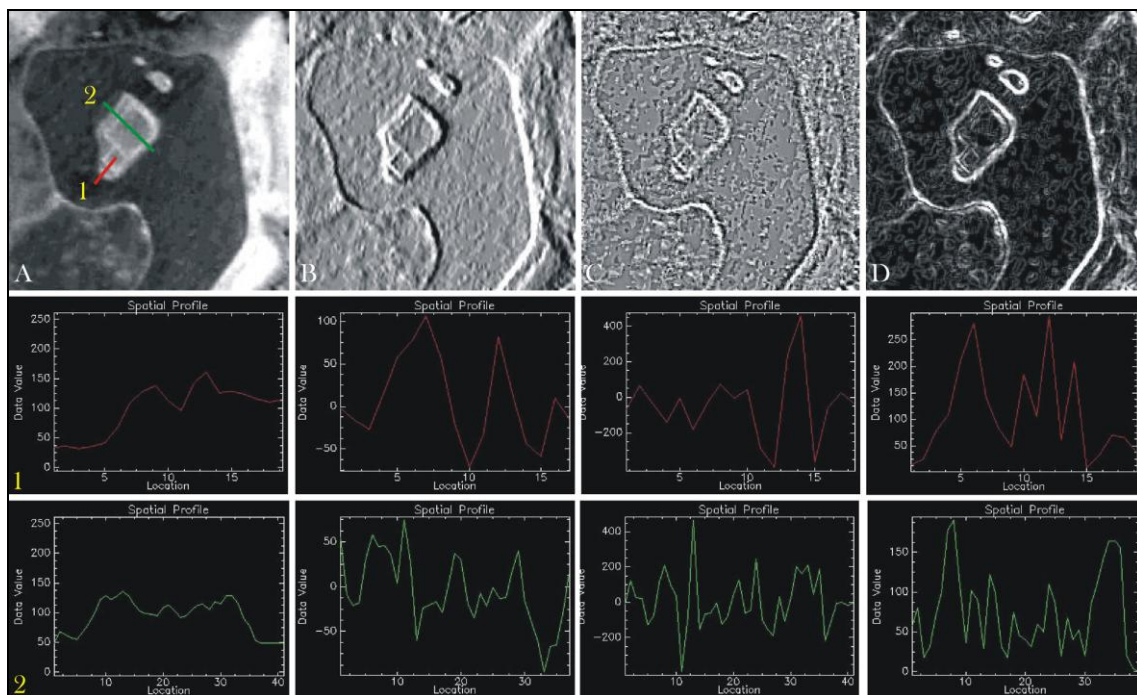 2
1
A B C D
Spatial Profile Spatial Profile Spatial Profile Spatial Profile
250 100 400 250
200 50 200 200
150 0 0 150
100 -50 -200 100
50 50
0
Data Value Data Value Data Value Data Value
5 10 15 5 10 15 5 10 15 5 10 15
Location Location Location Location
1
Spatial Profile Spatial Profile Spatial Profile Spatial Profile
250 50 400 150
200 0 200 100
150 -50 0 50
100 -200 0
50
0
Data Value Data Value Data Value Data Value
10 20 30 40 10 20 30 10 20 30 40 10 20 30
Location Location Location Location
2